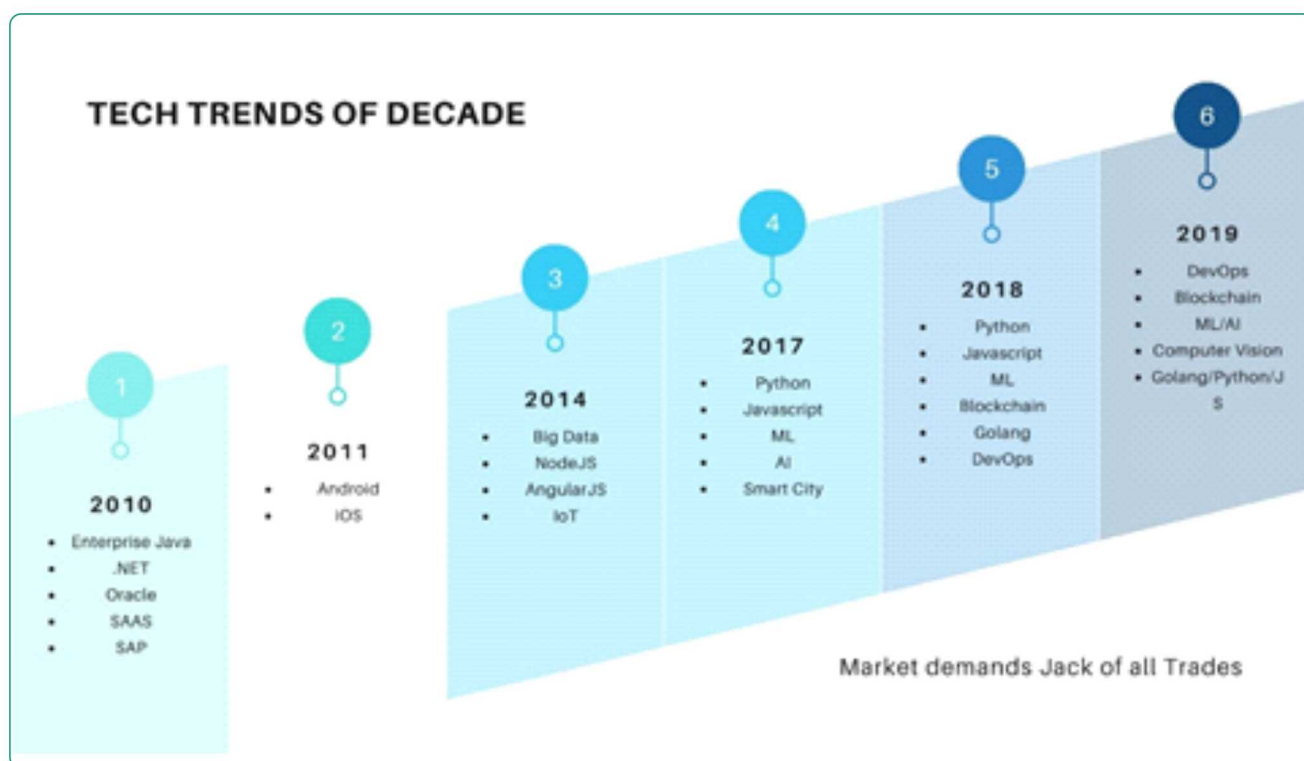 TECH TRENDS OF DECADE
1
2010
• Enterprise Java
• .NET
• Oracle
• SAAS
• SAP
2
2011
• Android
• iOS
3
2014
• Big Data
• NodeJS
• AngularJS
• IoT
4
2017
• Python
• Javascript
• ML
• AI
• Smart City
5
2018
• Python
• Javascript
• ML
• Blockchain
• Golang
• DevOps
6
2019
• DevOps
• Blockchain
• ML/AI
• Computer Vision
• Golang/Python/J
S
Market demands Jack of all Trades